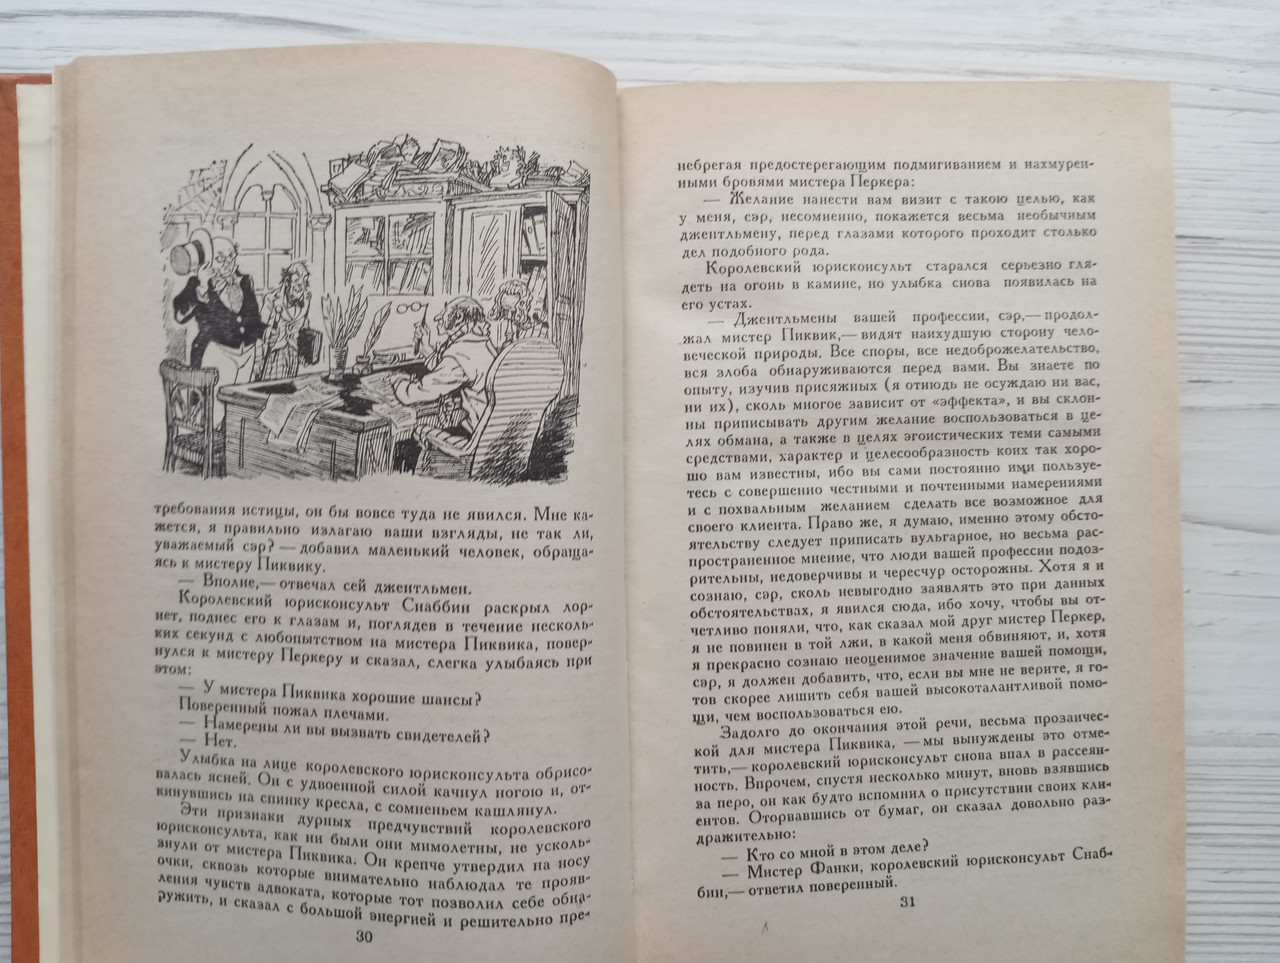 требования истицы, он бы вовсе туда не явился. Мне ка-
жется, я правильно излагаю ваши взгляды, не так ли,
уважаемый сэр? — добавил маленький человек, обраща-
ясь к мистеру Пиквику.
— Вполне,— отвечал сей джентльмен.
Королевский юрисконсульт Снаббин раскрыл лор-
нет, поднес его к глазам и, поглядев в течение несколь-
ких секунд с любопытством на мистера Пиквика, повер-
нулся к мистеру Перкеру и сказал, слегка улыбаясь при
этом:
— У мистера Пиквика хорошие шансы?
Поверенный пожал плечами.
— Намерены ли вы вызвать свидетелей?
— Нет.
Улыбка на лице королевского юрисконсульта обрисо-
валась ясней. Он с удвоенной силой качнул ногою и, от-
кинувшись на спинку кресла, с сомненьем кашлянул.
Эти признаки дурных предчувствий королевского
юрисконсульта, как ни были они мимолетны, не усколь-
знули от мистера Пиквика. Он крепче утвердил на носу
очки, сквозь которые внимательно наблюдал те прояв-
ления чувств адвоката, которые тот позволил себе обна-
ружить, и сказал с большой энергией и решительно пре-
30
небрегая предостерегающим подмигиванием и нахмурен-
ными бровями мистера Перкера:
— Желание нанести вам визит с такою целью, как
у меня, сэр, несомненно, покажется весьма необычным
джентльмену, перед глазами которого проходит столько
дел подобного рода.
Королевский юрисконсульт старался серьезно гля-
деть на огонь в камине, но улыбка снова появилась на
его устах.
— Джентльмены вашей профессии, сэр,— продол-
жал мистер Пиквик,— видят наихудшую сторону чело-
веческой природы. Все споры, все недоброжелательство,
вся злоба обнаруживаются перед вами. Вы знаете по
опыту, изучив присяжных (я отнюдь не осуждаю ни вас,
ни их), сколь многое зависит от «эффекта», и вы склон-
ны приписывать другим желание воспользоваться в це-
лях обмана, а также в целях эгоистических теми самыми
средствами, характер и целесообразность коих так хоро-
шо вам известны, ибо вы сами постоянно ими пользуе-
тесь с совершенно честными и почтенными намерениями
и с похвальным желанием сделать все возможное для
своего клиента. Право же, я думаю, именно этому обсто-
ятельству следует приписать вульгарное, но весьма рас-
пространенное мнение, что люди вашей профессии подоз-
рительны, недоверчивы и чересчур осторожны. Хотя я и
сознаю, сэр, сколь невыгодно заявлять это при данных
обстоятельствах, я явился сюда, ибо хочу, чтобы вы от-
четливо поняли, что, как сказал мой друг мистер Перкер,
я не повинен в той лжи, в какой меня обвиняют, и, хотя
я прекрасно сознаю неоценимое значение вашей помощи,
сэр, я должен добавить, что, если вы мне не верите, я го-
тов скорее лишить себя вашей высокоталантливой помо-
щи, чем воспользоваться ею.
Задолго до окончания этой речи, весьма прозаичес-
кой для мистера Пиквика, — мы вынуждены это отме-
тить,— королевский юрисконсульт снова впал в рассеян-
ность. Впрочем, спустя несколько минут, вновь взявшись
за перо, он как будто вспомнил о присутствии своих кли-
ентов. Оторвавшись от бумаг, он сказал довольно раз-
дражительно:
— Кто со мной в этом деле?
— Мистер Фанки, королевский юрисконсульт Снаб-
бин,— ответил поверенный.
31